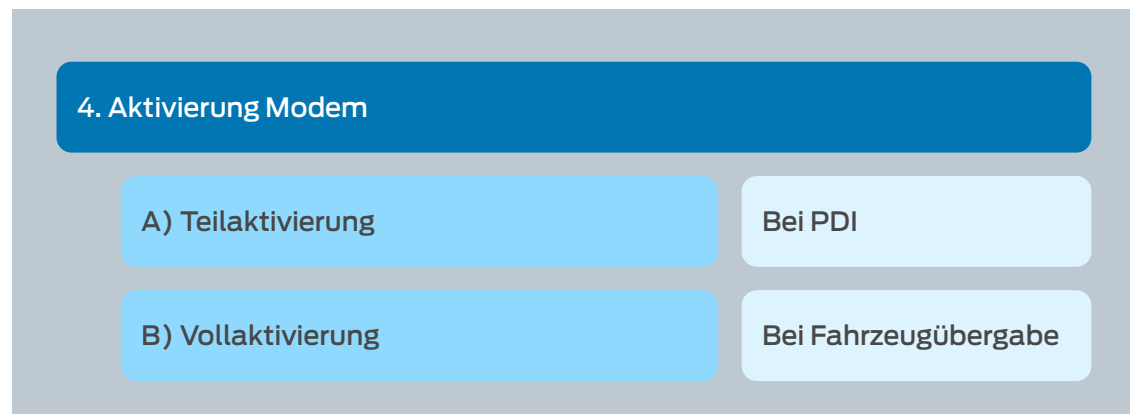 4. Aktivierung Modem
A) Teilaktivierung
Bei PDI
B) Vollaktivierung
Bei Fahrzeugübergabe